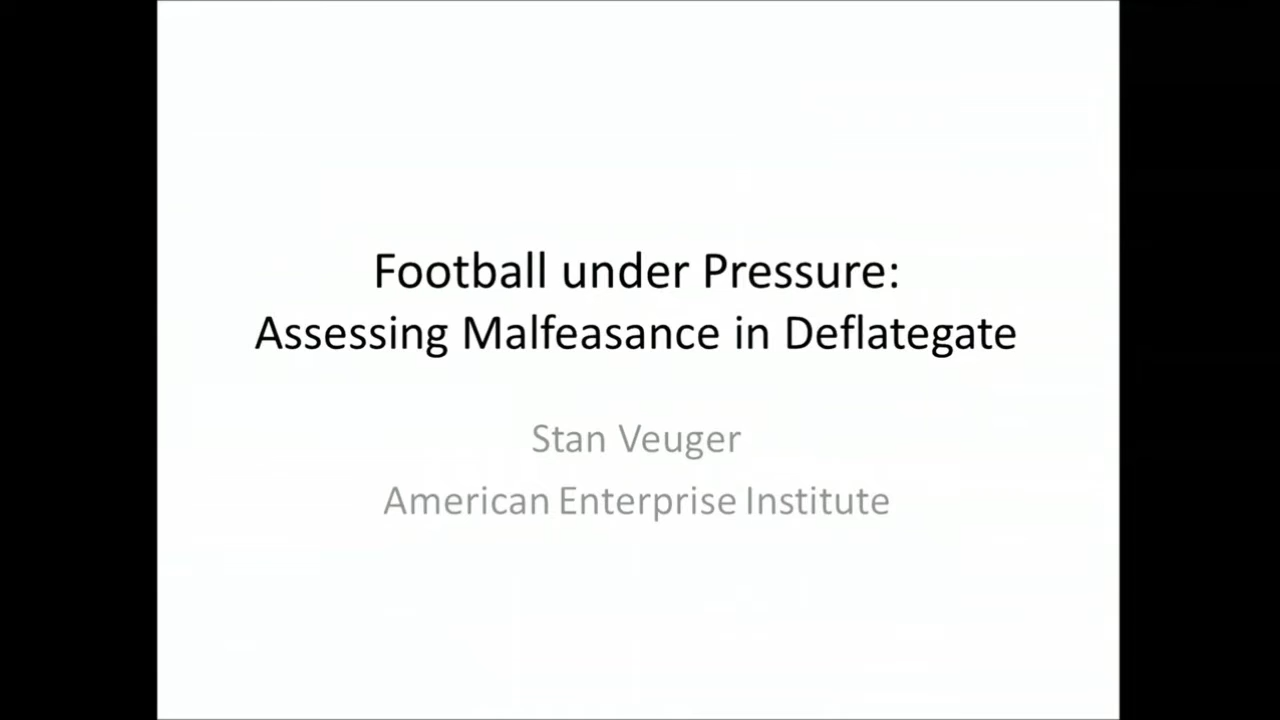 Football under Pressure:
Assessing Malfeasance in Deflategate
Stan Veuger
American Enterprise Institute